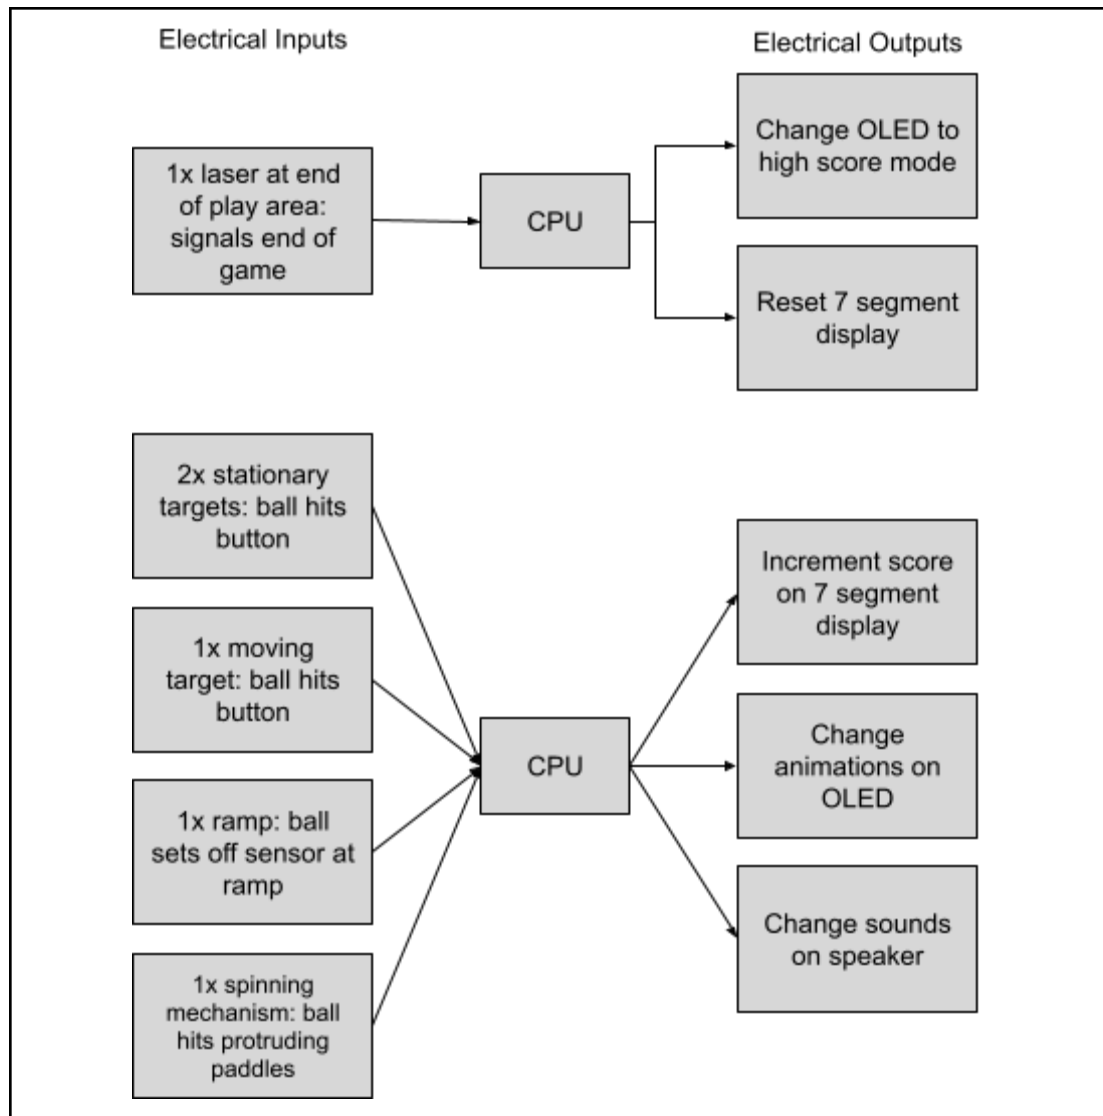 Electrical Inputs
Electrical Outputs
1x laser at end
of play area:
signals end of
game
CPU
Change OLED to
high score mode
Reset 7 segment
display
2x stationary
targets: ball hits
button
1x moving
target: ball hits
button
1x ramp: ball
sets off sensor at
ramp
1x spinning
mechanism: ball
hits protruding
paddles
CPU
Increment score
on 7 segment
display
Change
animations on
OLED
Change sounds
on speaker